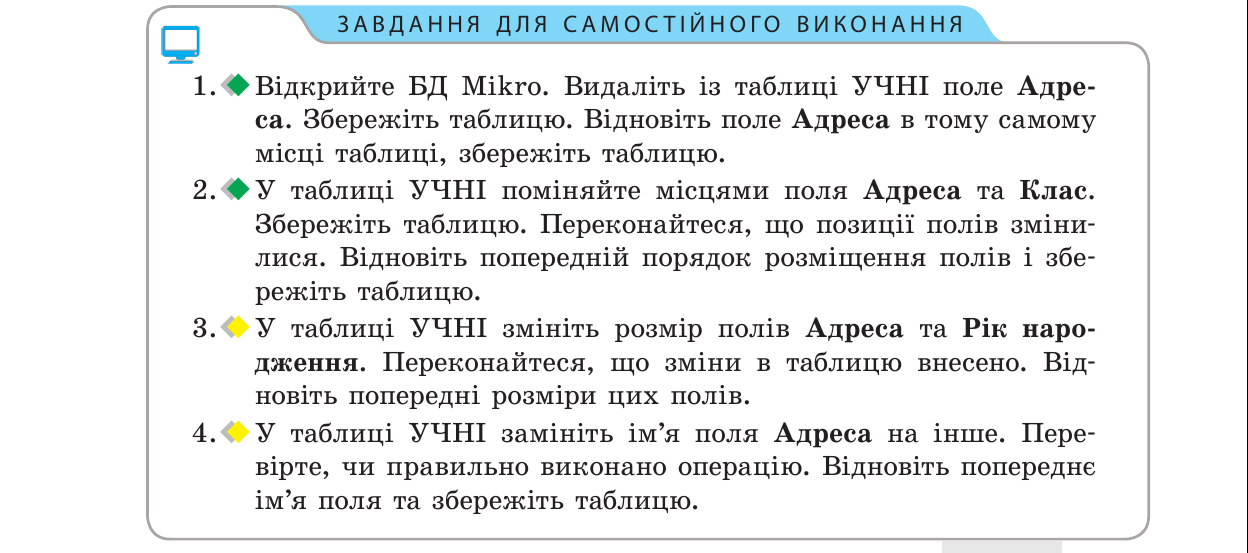 ЗАВДАННЯ ДЛЯ САМОСТІЙНОГО ВИКОНАННЯ
1. Відкрийте БД Mikro. Видаліть із таблиці УЧНІ поле Адре-
са. Збережіть таблицю. Відновіть поле Адреса в тому самому
місці таблиці, збережіть таблицю.
2. У таблиці УЧНІ поміняйте місцями поля Адреса та Клас.
Збережіть таблицю. Переконайтеся, що позиції полів зміни-
лися. Відновіть попередній порядок розміщення полів і збе-
режіть таблицю.
3. У таблиці УЧНІ змініть розмір полів Адреса та Рік наро-
дження. Переконайтеся, що зміни в таблицю внесено. Від-
новіть попередні розміри цих полів.
4. У таблиці УЧНІ замініть ім’я поля Адреса на інше. Пере-
вірте, чи правильно виконано операцію. Відновіть попереднє
ім’я поля та збережіть таблицю.